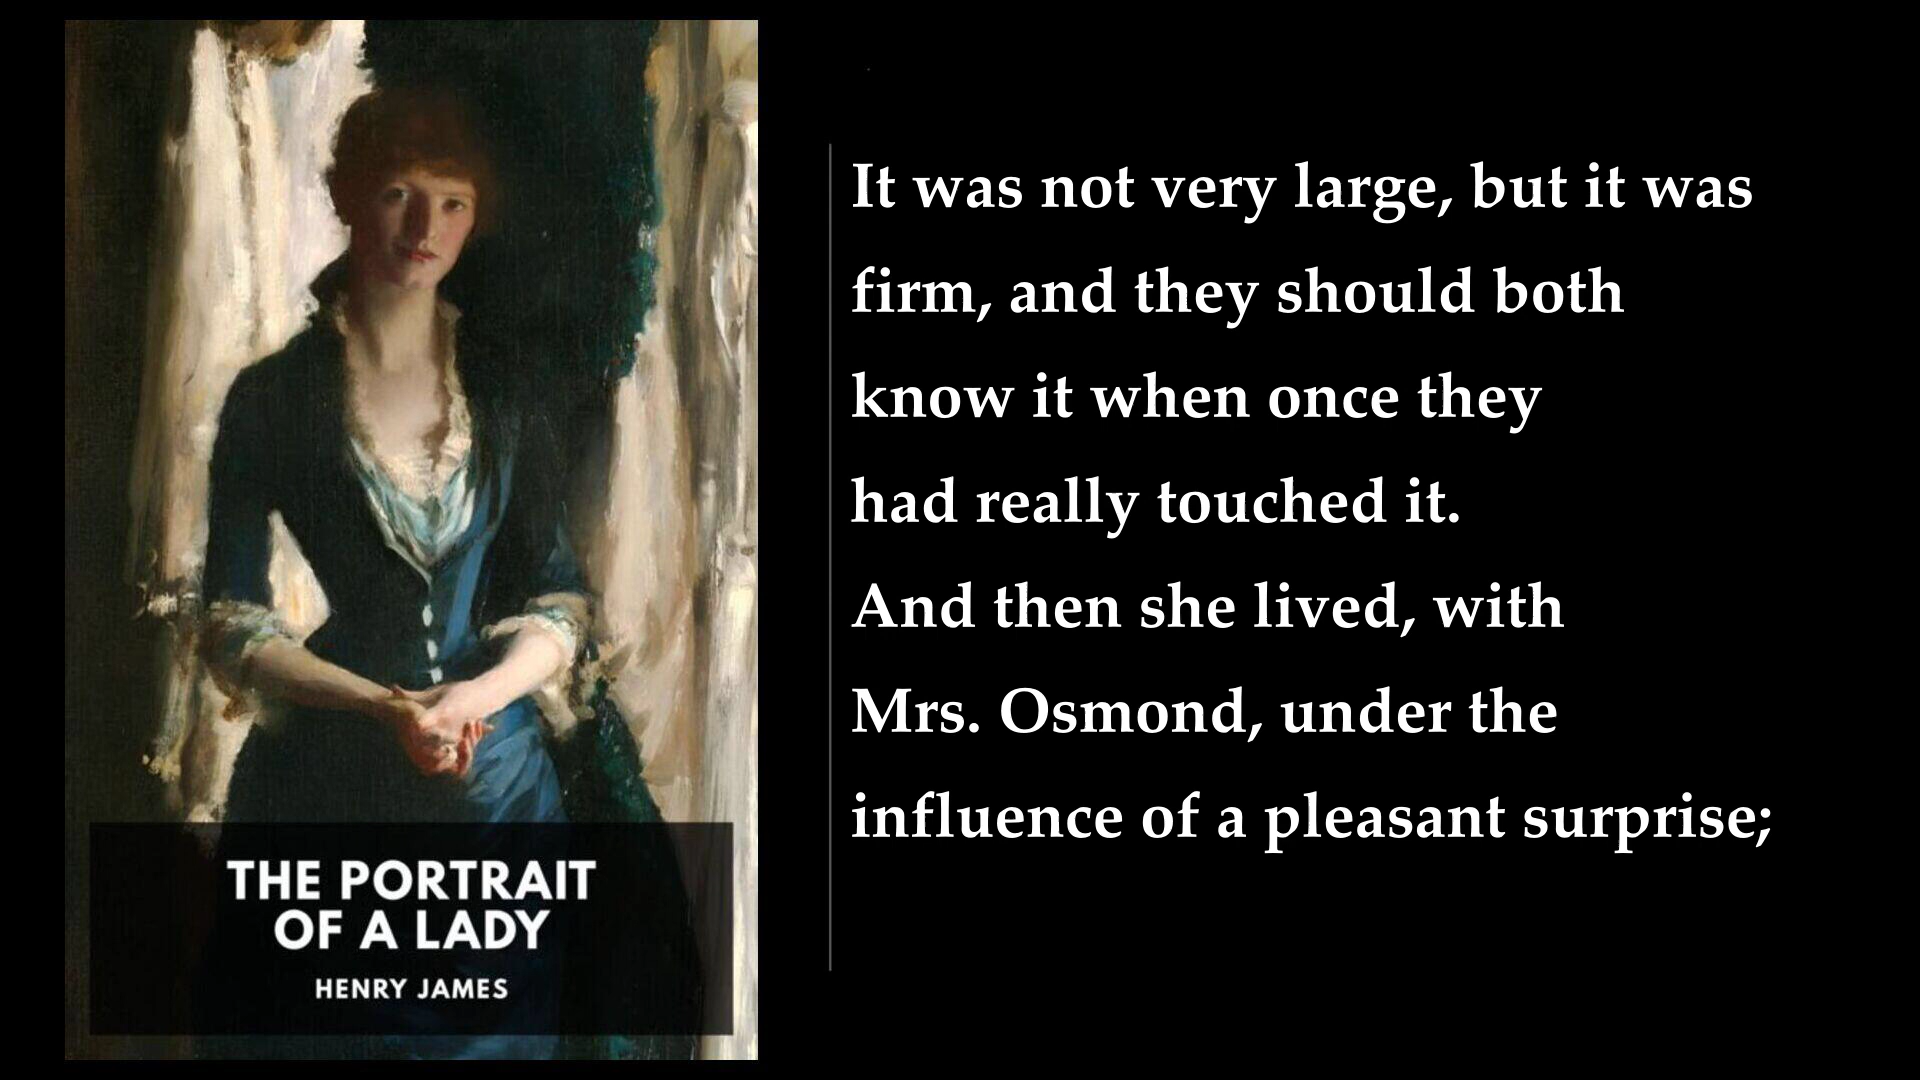 THE PORTRAIT
OF A LADY
HENRY JAMES
It was not very large, but it was
firm, and they should both
know it when once they
had really touched it.
And then she lived, with
Mrs. Osmond, under the
influence of a pleasant surprise;